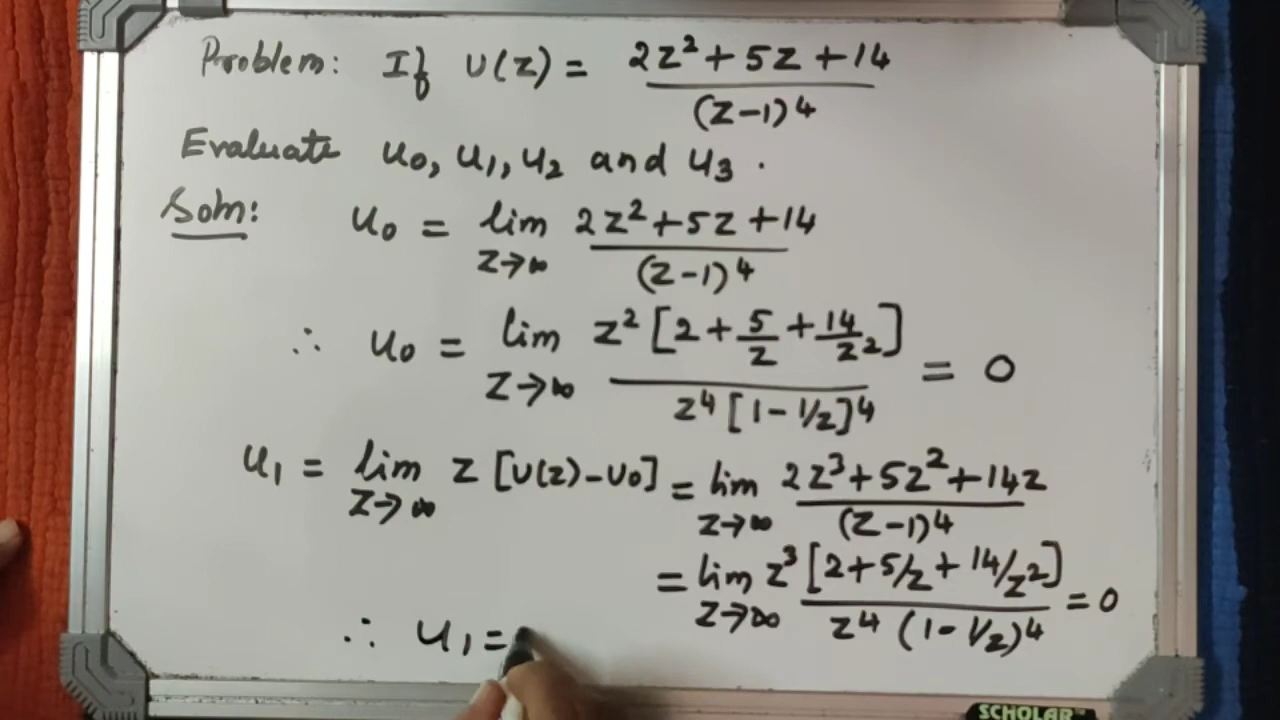 Problem: If U(z) = 2z² + 5z + 14 / (z-1)⁴
Evaluate u₀, u₁, u₂ and u₃ .
Soln: u₀ = lim z→∞ 2z² + 5z + 14 / (z-1)⁴
∴ u₀ = lim z→∞ z² [2 + 5/z + 14/z²] / z⁴ [1 - 1/z]⁴ = 0
u₁ = lim z→∞ z [U(z) - u₀] = lim z→∞ 2z³ + 5z² + 14z / (z-1)⁴
= lim z→∞ z³ [2 + 5/z + 14/z²] / z⁴ (1 - 1/z)⁴ = 0
∴ u₁ =
SCHOLAR